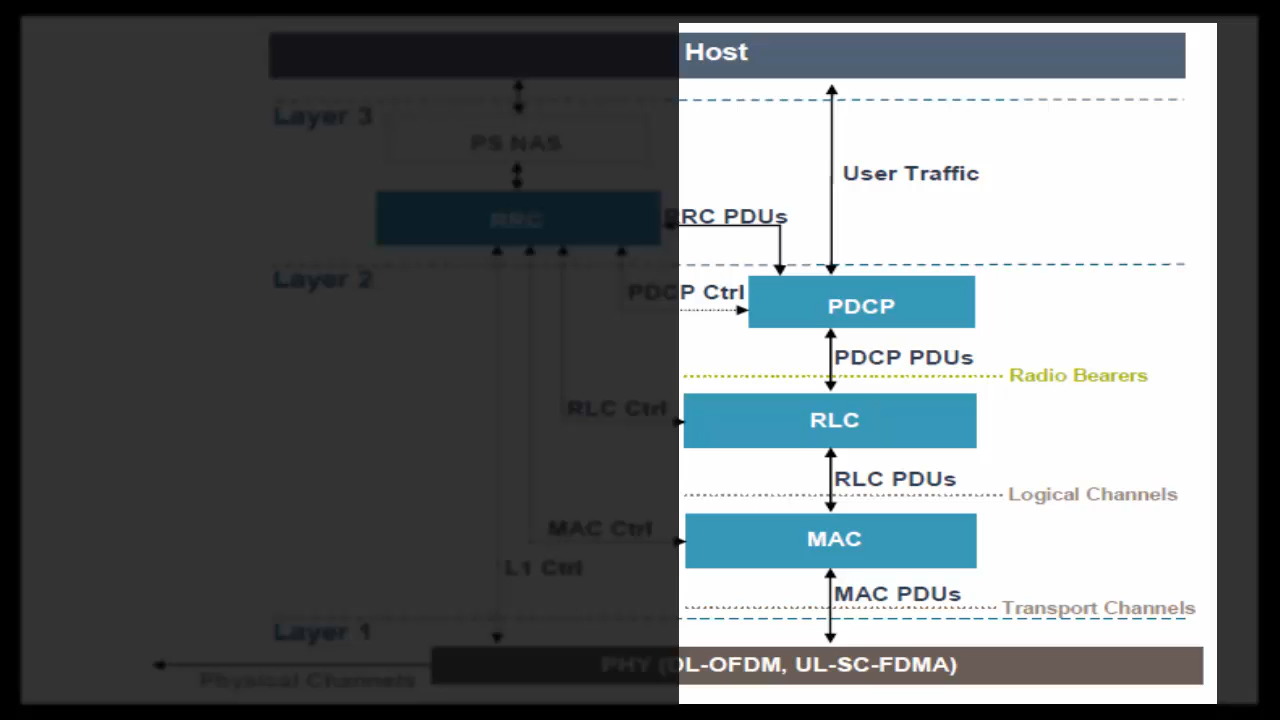 Host
Layer 3
PS NAS
User Traffic
RRC PDUs
RRC
Layer 2
PDCP Ctrl
PDCP
PDCP PDUs
Radio Bearers
RLC Ctrl
RLC
RLC PDUs
Logical Channels
MAC Ctrl
MAC
L1 Ctrl
MAC PDUs
Transport Channels
Layer 1
PHY (DL-OFDM, UL-SC-FDMA)
Physical Channels